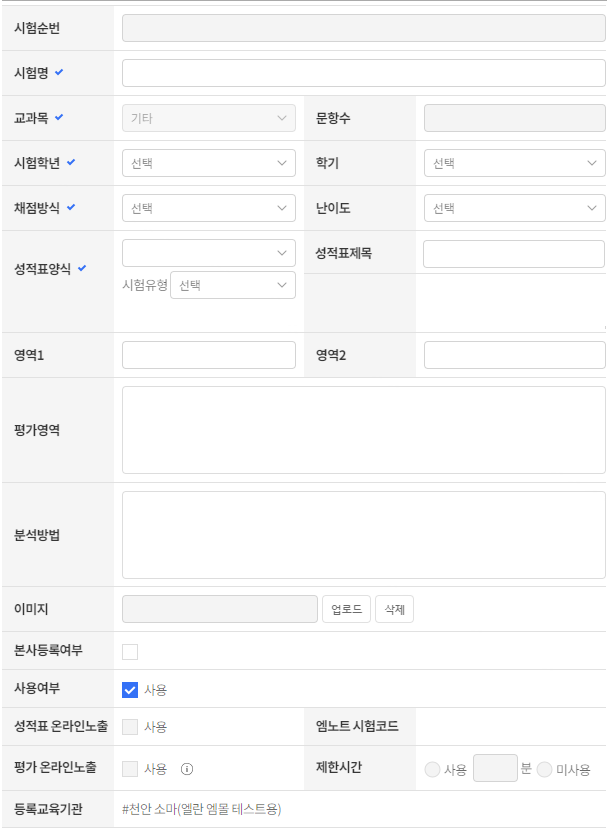 시험순번
시험명
교과목 기타 문항수
시험학년 선택 학기 선택
채점방식 선택 난이도 선택
성적표양식 성적표제목
시험유형 선택
영역1 영역2
평가영역
분석방법
이미지 업로드 삭제
본사등록여부
사용여부 사용
성적표 온라인노출 사용 엠노트 시험코드
평가 온라인노출 사용 제한시간 사용 분 미사용
등록교육기관 #천안 소마(엘란 엠몰 테스트용)